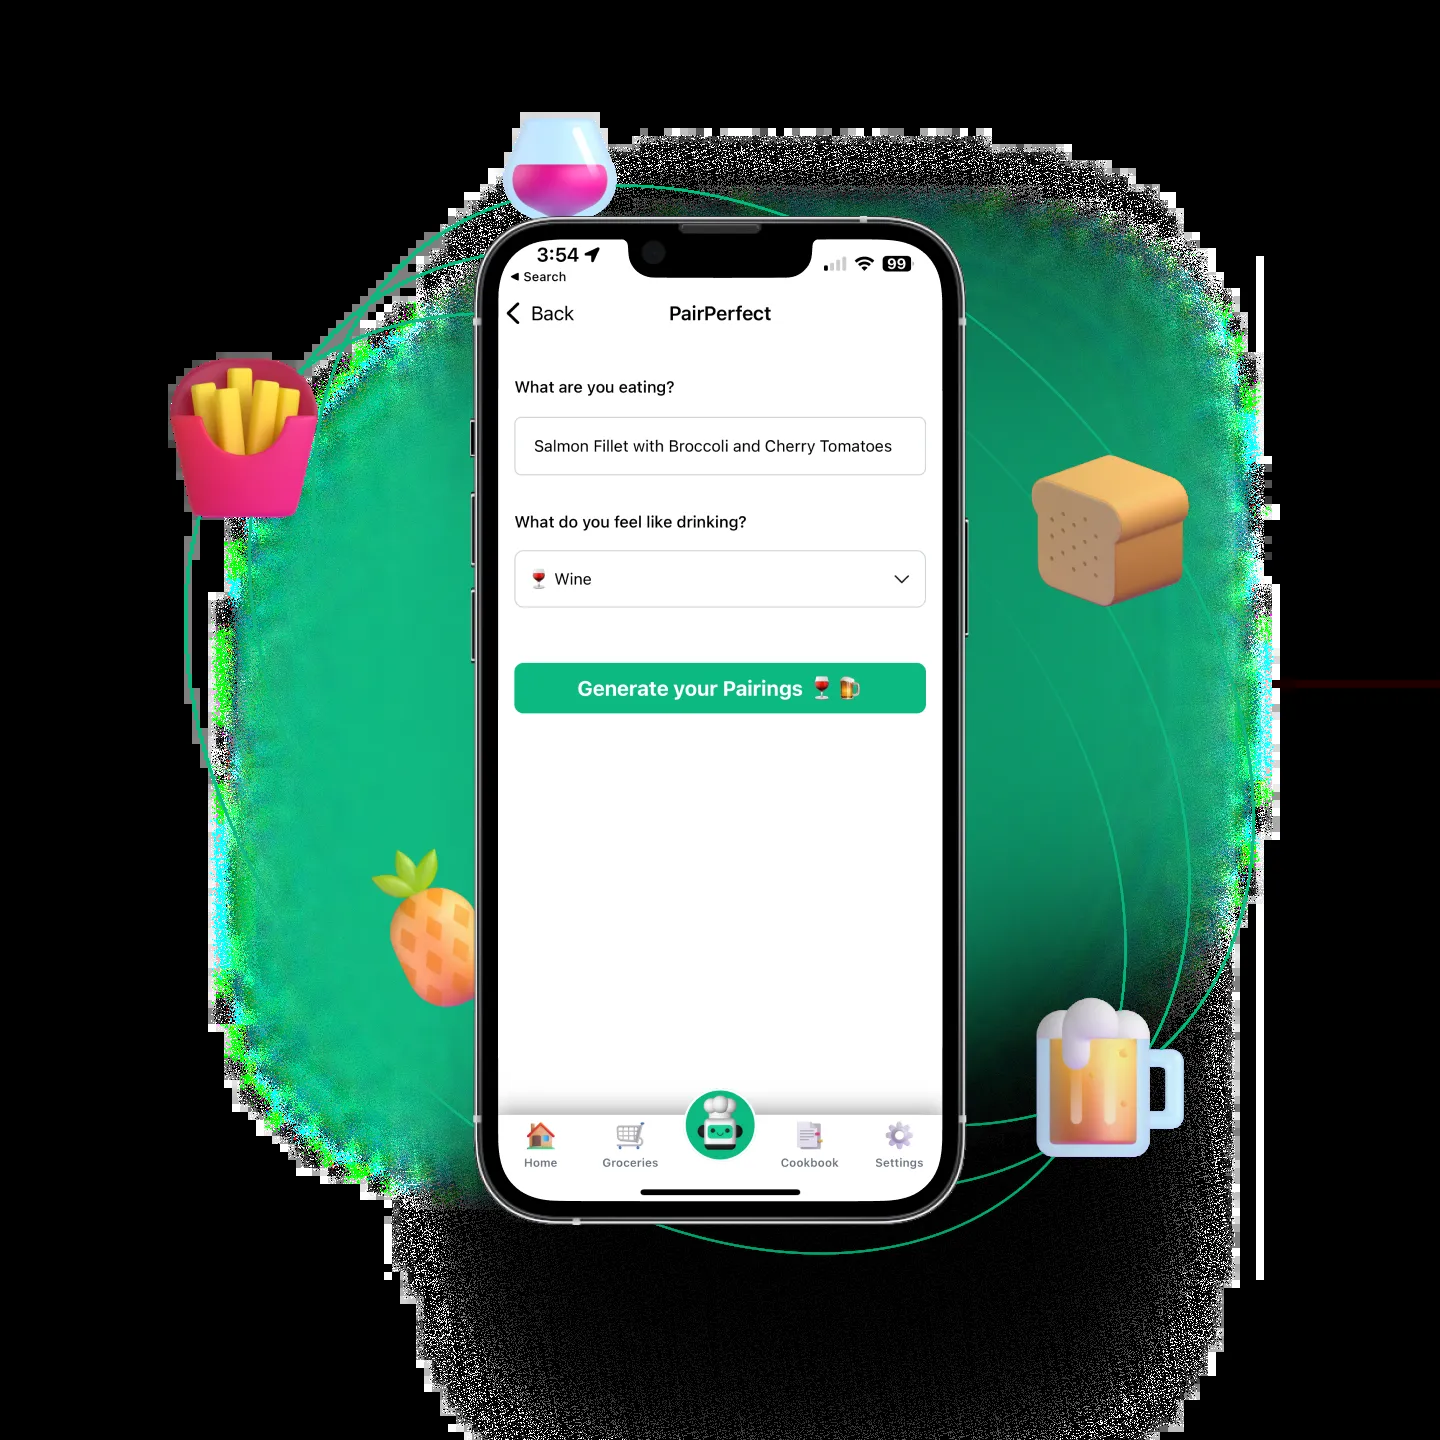 3:54
99
◀ Search
Back
PairPerfect
What are you eating?
Salmon Fillet with Broccoli and Cherry Tomatoes
What do you feel like drinking?
🍷 Wine
Generate your Pairings 🍷 🍺
Home
Groceries
Cookbook
Settings